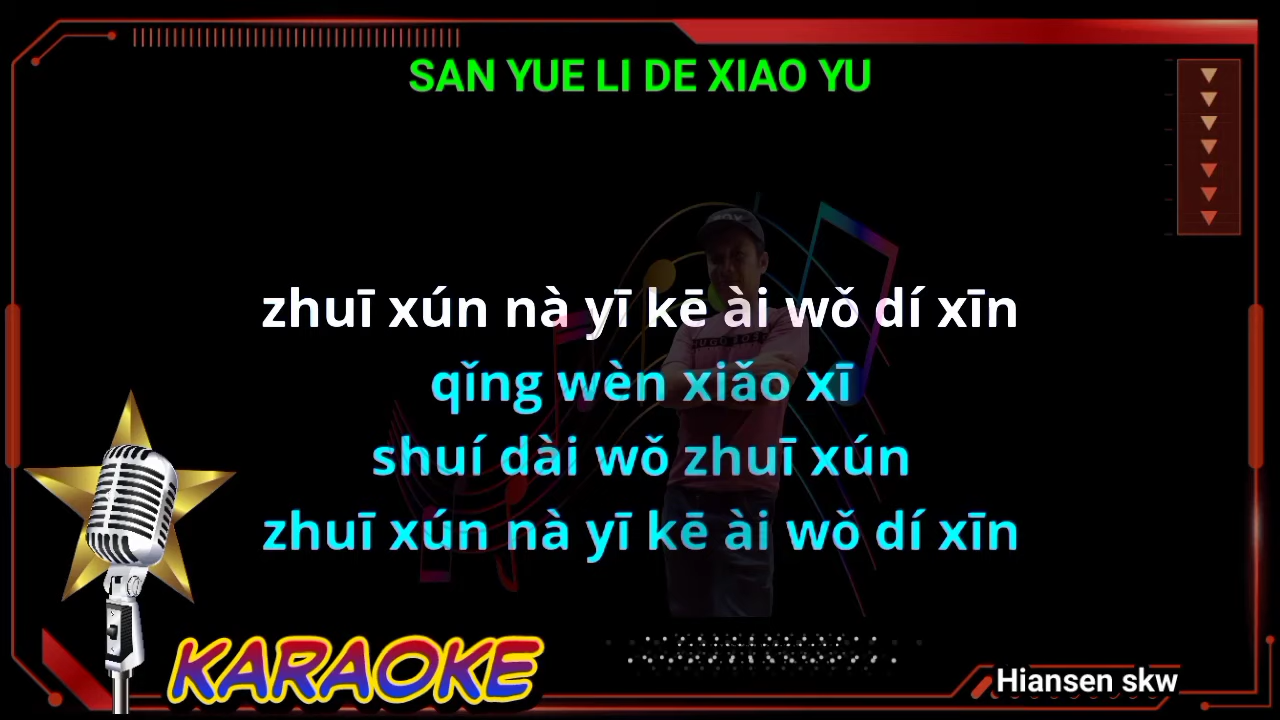 SAN YUE LI DE XIAO YU
zhuī xún nà yī kē ài wǒ dí xīn
qǐng wèn xiǎo xī
shuí dài wǒ zhuī xún
zhuī xún nà yī kē ài wǒ dí xīn
KARAOKE
Hiansen skw